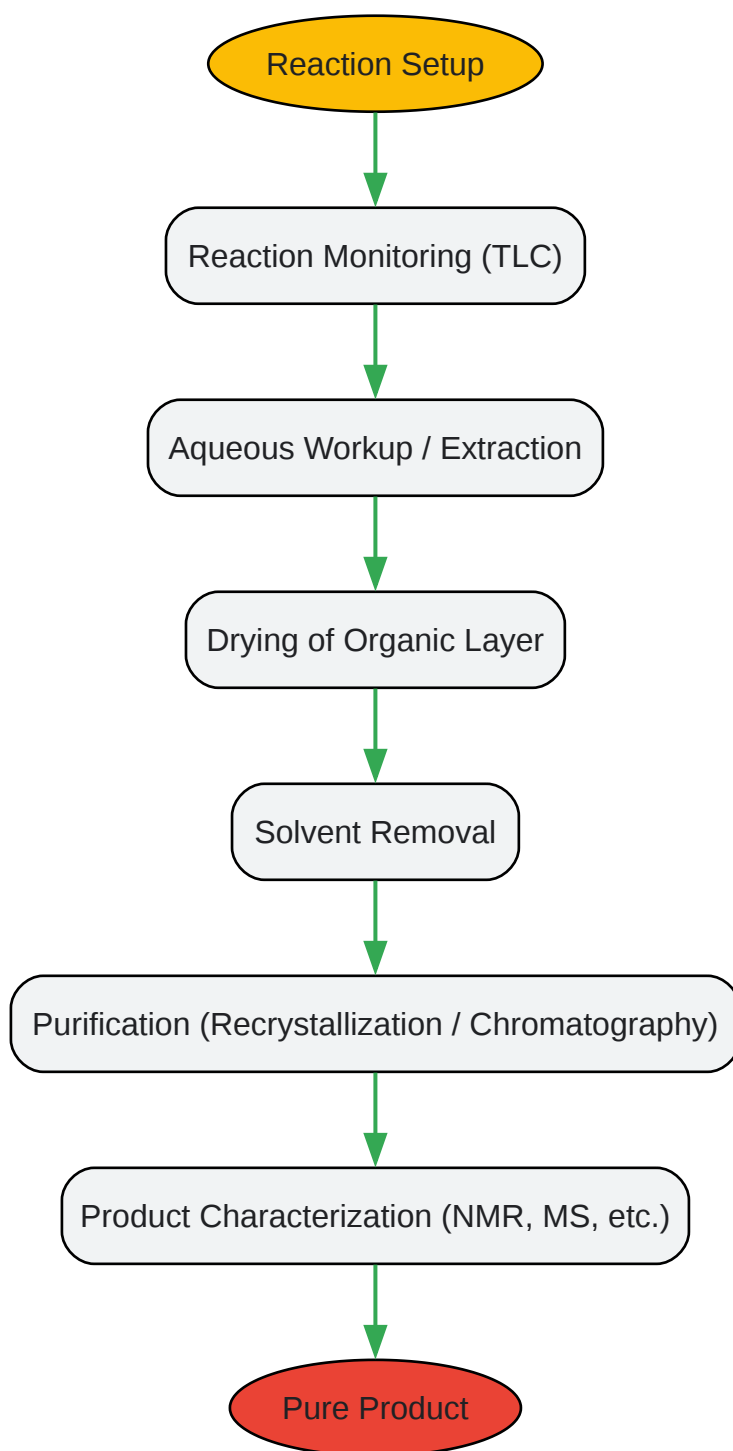 Reaction Setup
Reaction Monitoring (TLC)
Aqueous Workup / Extraction
Drying of Organic Layer
Solvent Removal
Purification (Recrystallization / Chromatography)
Product Characterization (NMR, MS, etc.)
Pure Product